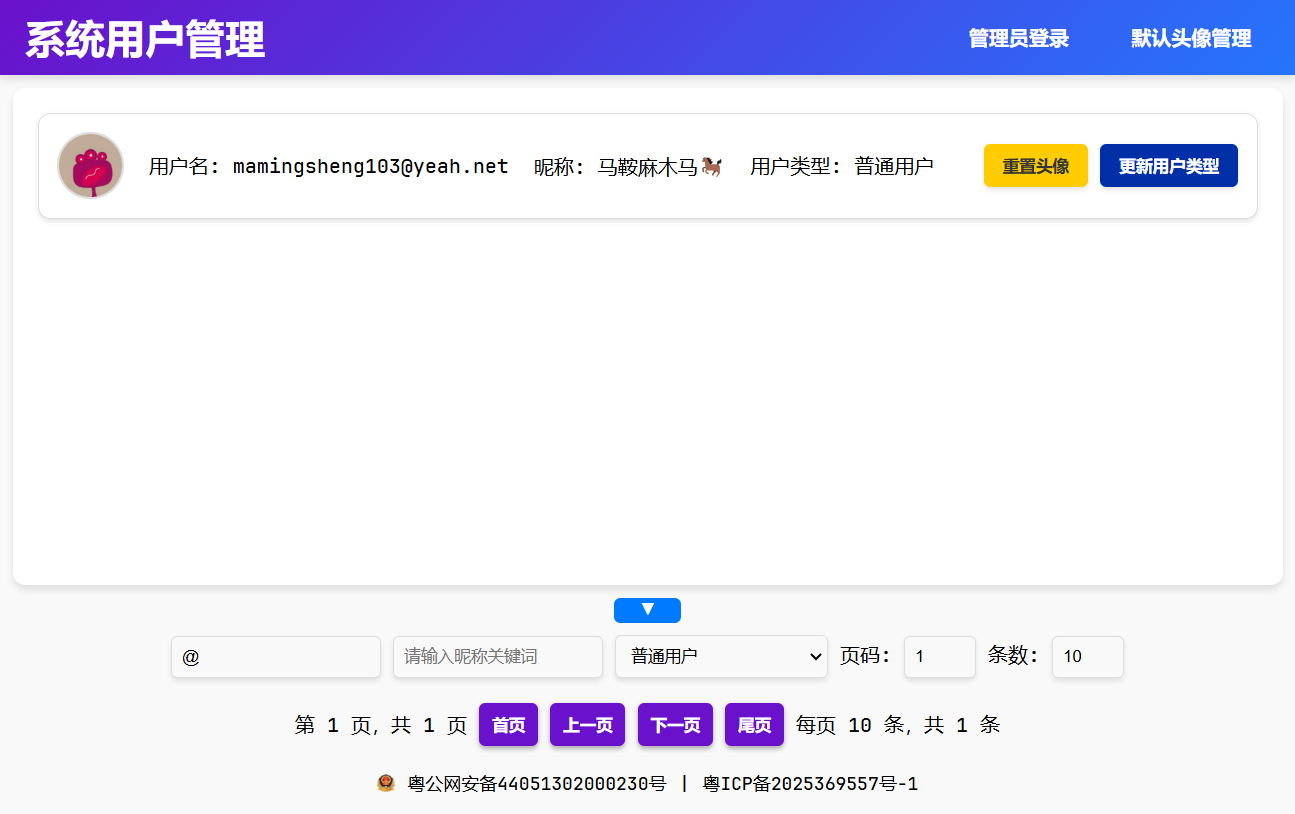 系统用户管理 管理员登录 默认头像管理
用户名: mamingsheng103@yeah.net 昵称: 马鞍麻木马🐎 用户类型: 普通用户 重置头像 更新用户类型
▼
@ 请输入昵称关键词 普通用户 页码: 1 条数: 10
第 1 页, 共 1 页 首页 上一页 下一页 尾页 每页 10 条, 共 1 条
粤公网安备44051302000230号 | 粤ICP备2025369557号-1